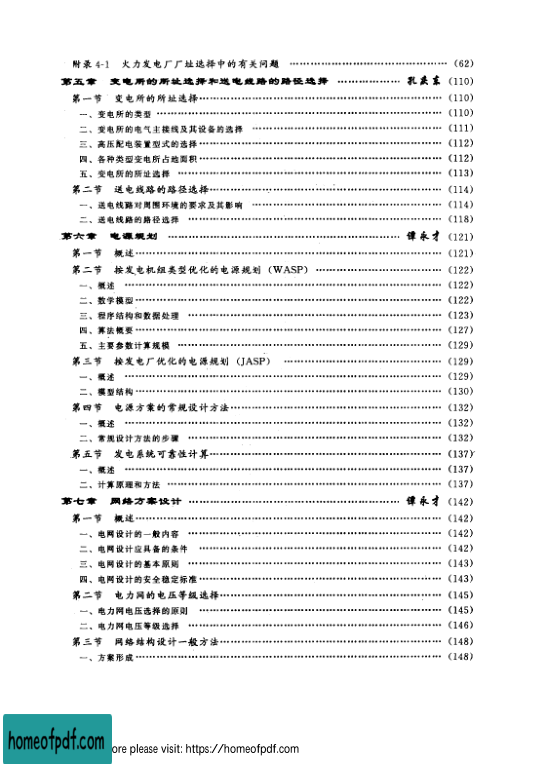 附录 4-1 火力发电厂厂址选择中的有关问题 …… (62)
第五章 变电所的所址选择和送电线路的路径选择 …… 孔庆东 (110)
第一节 变电所的所址选择 …… (110)
一、变电所的类型 …… (110)
二、变电所的电气主接线及其设备的选择 …… (111)
三、高压配电装置型式的选择 …… (112)
四、各种类型变电所占地面积 …… (112)
五、变电所的所址选择 …… (113)
第二节 送电线路的路径选择 …… (114)
一、送电线路对周围环境的要求及其影响 …… (114)
二、送电线路的路径选择 …… (118)
第六章 电源规划 …… 谭永才 (121)
第一节 概述 …… (121)
第二节 按发电机组类型优化的电源规划 (WASP) …… (122)
一、概述 …… (122)
二、数学模型 …… (122)
三、程序结构和数据处理 …… (123)
四、算法概要 …… (127)
五、主要参数计算规模 …… (129)
第三节 按发电厂优化的电源规划 (JASP) …… (129)
一、概述 …… (129)
二、模型结构 …… (130)
第四节 电源方案的常规设计方法 …… (132)
一、概述 …… (132)
二、常规设计方法的步骤 …… (132)
第五节 发电系统可靠性计算 …… (137)
一、概述 …… (137)
二、计算原理和方法 …… (137)
第七章 网络方案设计 …… 谭永才 (142)
第一节 概述 …… (142)
一、电网设计的一般内容 …… (142)
二、电网设计应具备的条件 …… (142)
三、电网设计的基本原则 …… (143)
四、电网设计的安全稳定标准 …… (143)
第二节 电力网的电压等级选择 …… (145)
一、电力网电压选择的原则 …… (145)
二、电力网电压等级选择 …… (146)
第三节 网络结构设计一般方法 …… (148)
一、方案形成 …… (148)
homeofpdf.com
ore please visit: https://homeofpdf.com